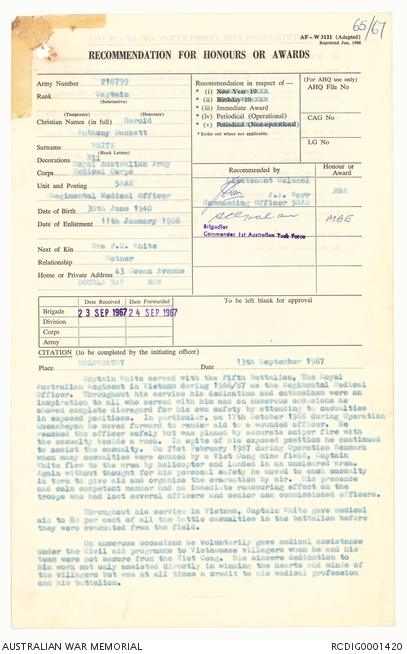 65/67
AF - W 3121 (Adapted)
Reprinted Jun, 1966
RECOMMENDATION FOR HONOURS OR AWARDS
Army Number 216799
Rank Captain
(Substantive)
(Temporary) (Honorary)
Christian Names (in full) Harold
Anthony Duckett
Surname WHITE
(Block Letters)
Decorations Nil
Corps Royal Australian Army
Medical Corps
Unit and Posting 5RAR
Regimental Medical Officer
Date of Birth 30th June 1940
Date of Enlistment 11th January 1966
Next of Kin Mrs F.C. White
Relationship Mother
Home or Private Address 43 Ocean Avenue
DOUBLE BAY NSW
Recommendation in respect of —
* (i) New Year 19
* (ii) Birthday 19
* (iii) Immediate Award
* (iv) Periodical (Operational)
* (v) Periodical (Non-operational)
* Strike out where not applicable.
(For AHQ use only)
AHQ File No
CAG No
LG No
Recommended by
Honour or
Award
Lieutenant Colonel
J.A. Warr
Commanding Officer 5RAR
MBE
Brigadier
Commander 1st Australian Task Force
MBE
Date Received Date Forwarded
Brigade 23 SEP 1967 24 SEP 1967
Division
Corps
Army
To be left blank for approval
CITATION (to be completed by the initiating officer)
Place HOLSWORTHY Date 13th September 1967
Captain White served with the Fifth Battalion, The Royal
Australian Regiment in Vietnam during 1966/67 as the Regimental Medical
Officer. Throughout his service his dedication and enthusiasm were an
inspiration to all who served with him and on numerous occasions he
showed complete disregard for his own safety by attending to casualties
in exposed positions. In particular, on 17th October 1966 during Operation
Queanbeyan he moved forward to render aid to a wounded officer. He
reached the officer safely but was pinned by accurate sniper fire with
the casualty beside a rock. In spite of his exposed position he continued
to assist the casualty. On 21st February 1967 during Operation Renmark
when many casualties were caused by a Viet Cong mine field, Captain
White flew to the area by helicopter and landed in an uncleared area.
Again without thought for his personal safety he moved to each casualty
in turn to give aid and organize the evacuation by air. His presence
and calm competent manner had an immediate reassuring effect on the
troops who had lost several officers and senior non commissioned officers.
Throughout his service in Vietnam, Captain White gave medical
aid to 80 per cent of all the battle casualties in the battalion before
they were evacuated from the field.
On numerous occasions he voluntarily gave medical assistance
under the Civil aid programme to Vietnamese villagers when he and his
team were not secure from the Viet Cong. His sincere dedication to
his work not only assisted directly in winning the hearts and minds of
the villagers but was at all times a credit to his medical profession
and his battalion.
AUSTRALIAN WAR MEMORIAL
RCDIG0001420